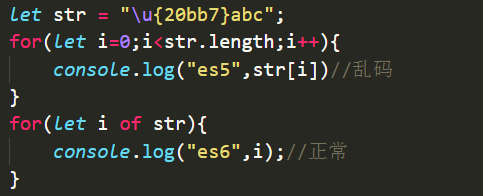 let str = "\u{20bb7}abc";
for(let i=0;i<str.length;i++){
    console.log("es5",str[i])//乱码
}
for(let i of str){
    console.log("es6",i);//正常
}